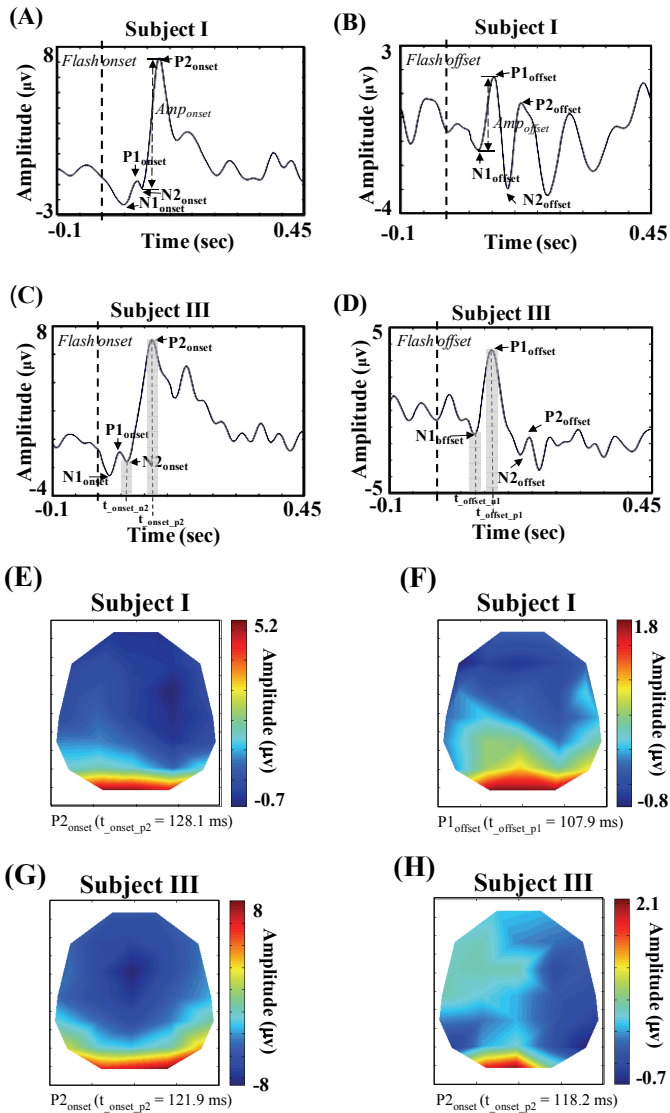 (A)
Subject I
8
Flash onset
P2onset
Amponset
P1onset
N2onset
N1onset
-3
-0.1
0.45
Time (sec)
Amplitude (μv)
(B)
Subject I
3
Flash offset
P1offset
P2offset
Ampoffset
N1offset
N2offset
-4
-0.1
0.45
Time (sec)
Amplitude (μv)
(C)
Subject III
8
Flash onset
P2onset
P1onset
N2onset
N1onset
-4
-0.1
0.45
t_onset_n2
t_onset_p2
Time (sec)
Amplitude (μv)
(D)
Subject III
5
Flash offset
P1offset
P2offset
N1offset
N2offset
-5
-0.1
0.45
t_offset_n1
t_offset_p1
Time (sec)
Amplitude (μv)
(E)
Subject I
5.2
Amplitude (μv)
-0.7
P2onset (t_onset_p2 = 128.1 ms)
(F)
Subject I
1.8
Amplitude (μv)
-0.8
P1offset (t_offset_p1 = 107.9 ms)
(G)
Subject III
8
Amplitude (μv)
-8
P2onset (t_onset_p2 = 121.9 ms)
(H)
Subject III
2.1
Amplitude (μv)
-0.7
P2onset (t_onset_p2 = 118.2 ms)